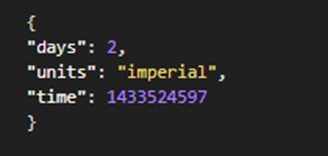 {
"days": 2,
"units": "imperial",
"time": 1433524597
}